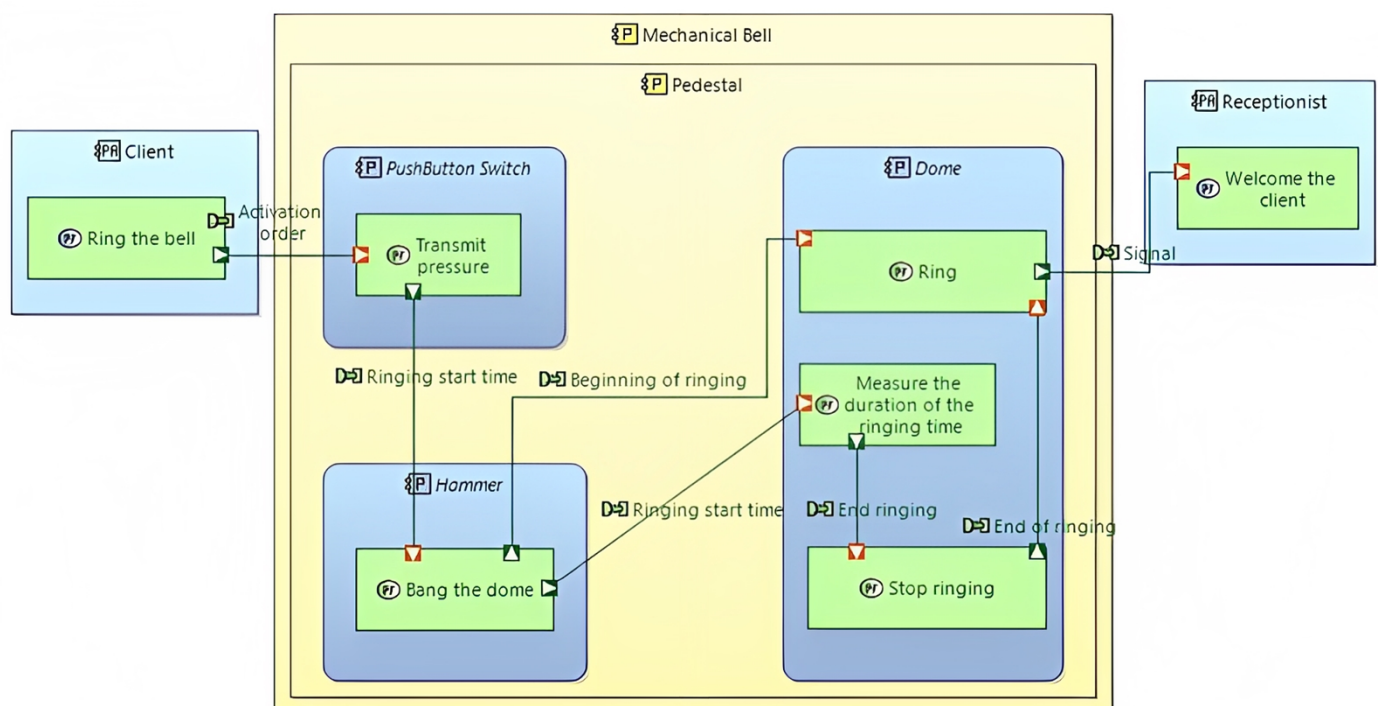 Mechanical Bell
Pedestal
Client
Ring the bell
Activation
order
PushButton Switch
Transmit
pressure
Dome
Ring
Receptionist
Welcome the
client
Signal
Ringing start time
Beginning of ringing
Measure the
duration of the
ringing time
Hammer
Ringing start time
End ringing
End of ringing
Bang the dome
Stop ringing